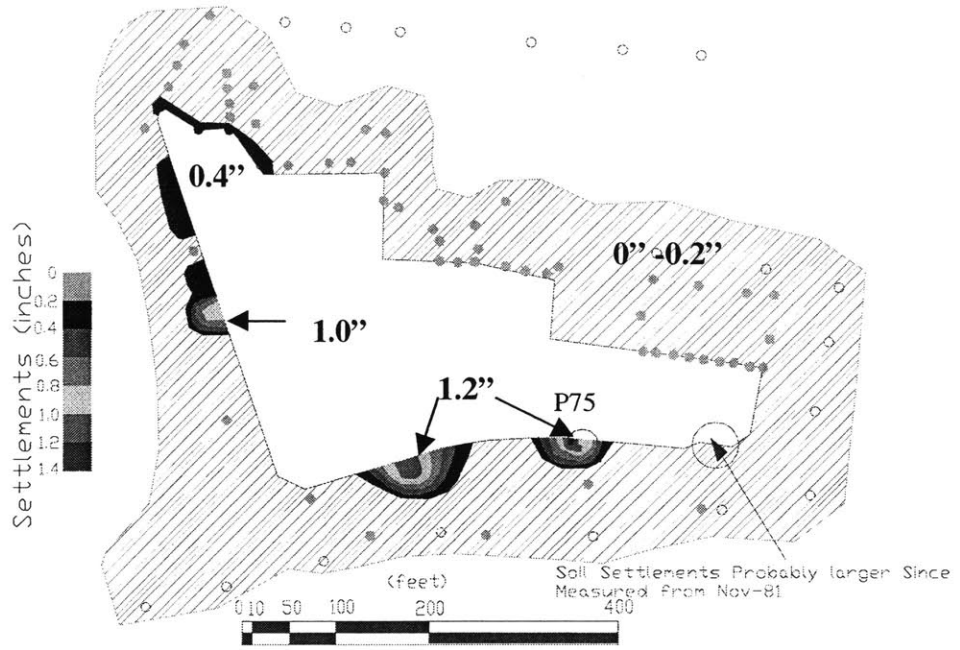 0.4”
0” -0.2”
1.0”
1.2”
P75
Settlements (inches)
0
0.2
0.4
0.6
0.8
1.0
1.2
1.4
Soil Settlements Probably larger Since
Measured from Nov-81
(feet)
0 10 50 100 200 400